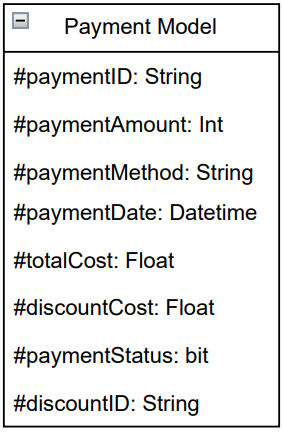 Payment Model
#paymentID: String
#paymentAmount: Int
#paymentMethod: String
#paymentDate: Datetime
#totalCost: Float
#discountCost: Float
#paymentStatus: bit
#discountID: String